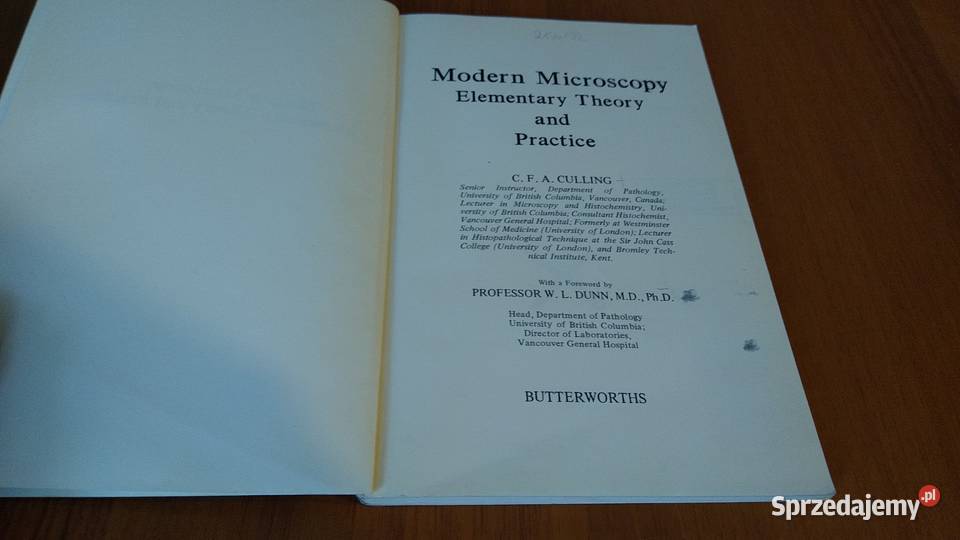 Modern Microscopy
Elementary Theory
and
Practice
C. F. A. CULLING
Senior Instructor, Department of Pathology,
University of British Columbia, Vancouver, Canada;
Lecturer in Microscopy and Histochemistry, Uni-
versity of British Columbia; Consultant Histochemist,
Vancouver General Hospital; Formerly at Westminster
School of Medicine (University of London); Lecturer
in Histopathological Technique at the Sir John Cass
College (University of London), and Bromley Tech-
nical Institute, Kent.
With a Foreword by
PROFESSOR W. L. DUNN, M.D., Ph.D.
Head, Department of Pathology
University of British Columbia;
Director of Laboratories,
Vancouver General Hospital
BUTTERWORTHS
Sprzedajemy.pl